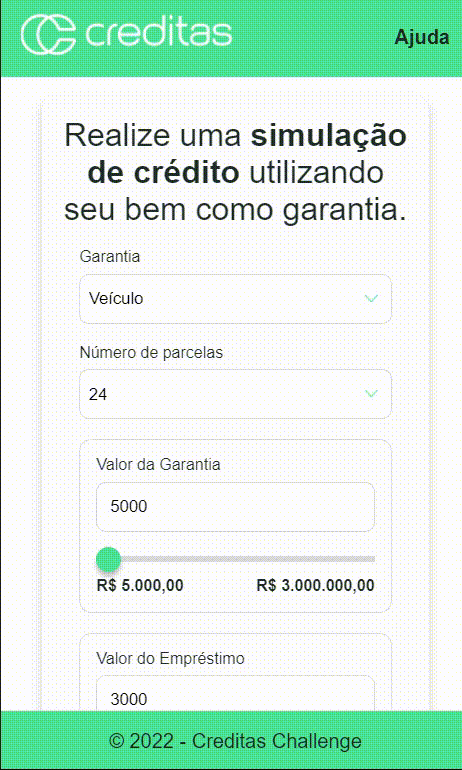 creditas
Ajuda
Realize uma simulação
de crédito utilizando
seu bem como garantia.
Garantia
Veículo
Número de parcelas
24
Valor da Garantia
5000
R$ 5.000,00 R$ 3.000.000,00
Valor do Empréstimo
3000
© 2022 - Creditas Challenge